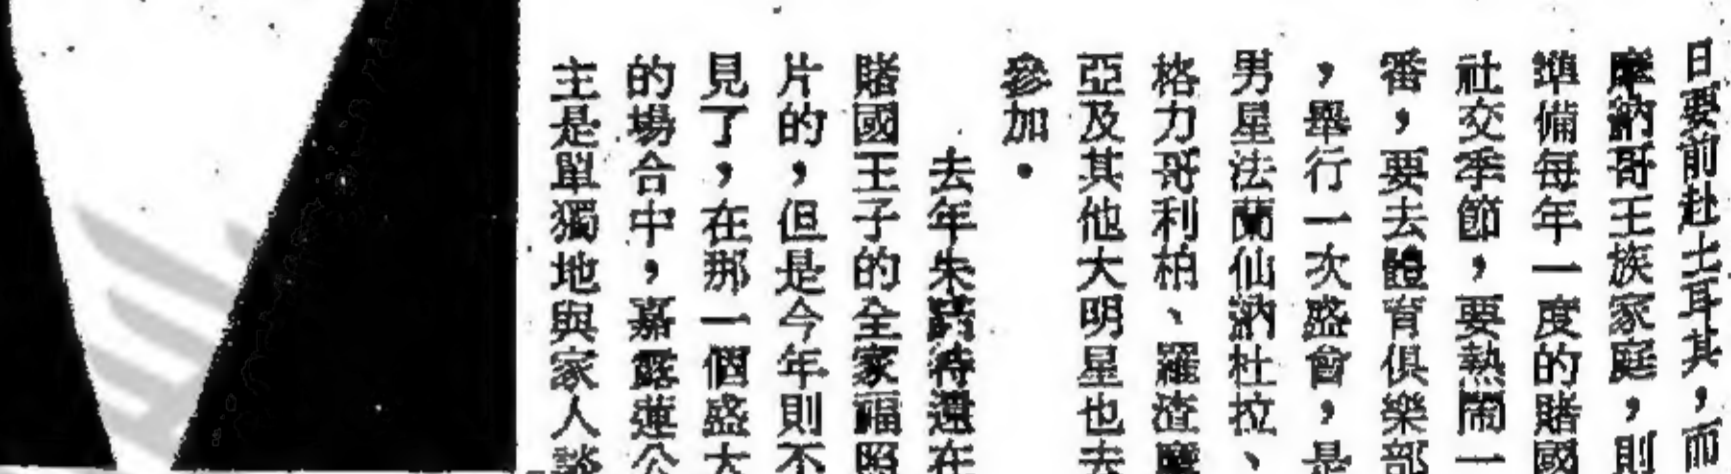 日要前赴土耳其，而
摩納哥王族家庭，則
準備每年一度的賭國
社交季節，要熱鬧一
番，要去體育俱樂部
，舉行一次盛會，是
男星法蘭仙納杜拉、
格力哥利柏、羅渣摩
亞及其他大明星也去
參加。
去年朱 待還在
賭國王子的全家福照
片的，但是今年則不
見了，在那一個盛大
的場合中，嘉露蓮公
主是單獨地與家人談